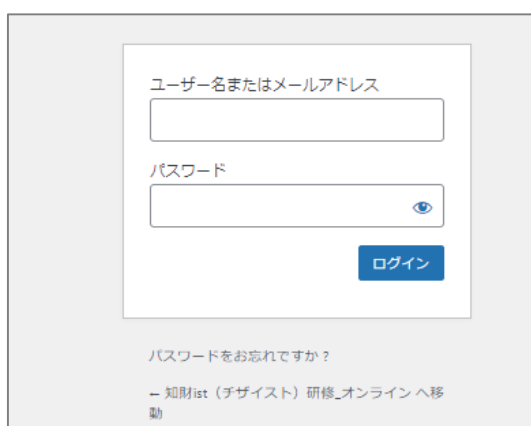 ユーザー名またはメールアドレス
パスワード
ログイン
パスワードをお忘れですか ?
← 知財ist（チザイスト）研修_オンライン へ移
動